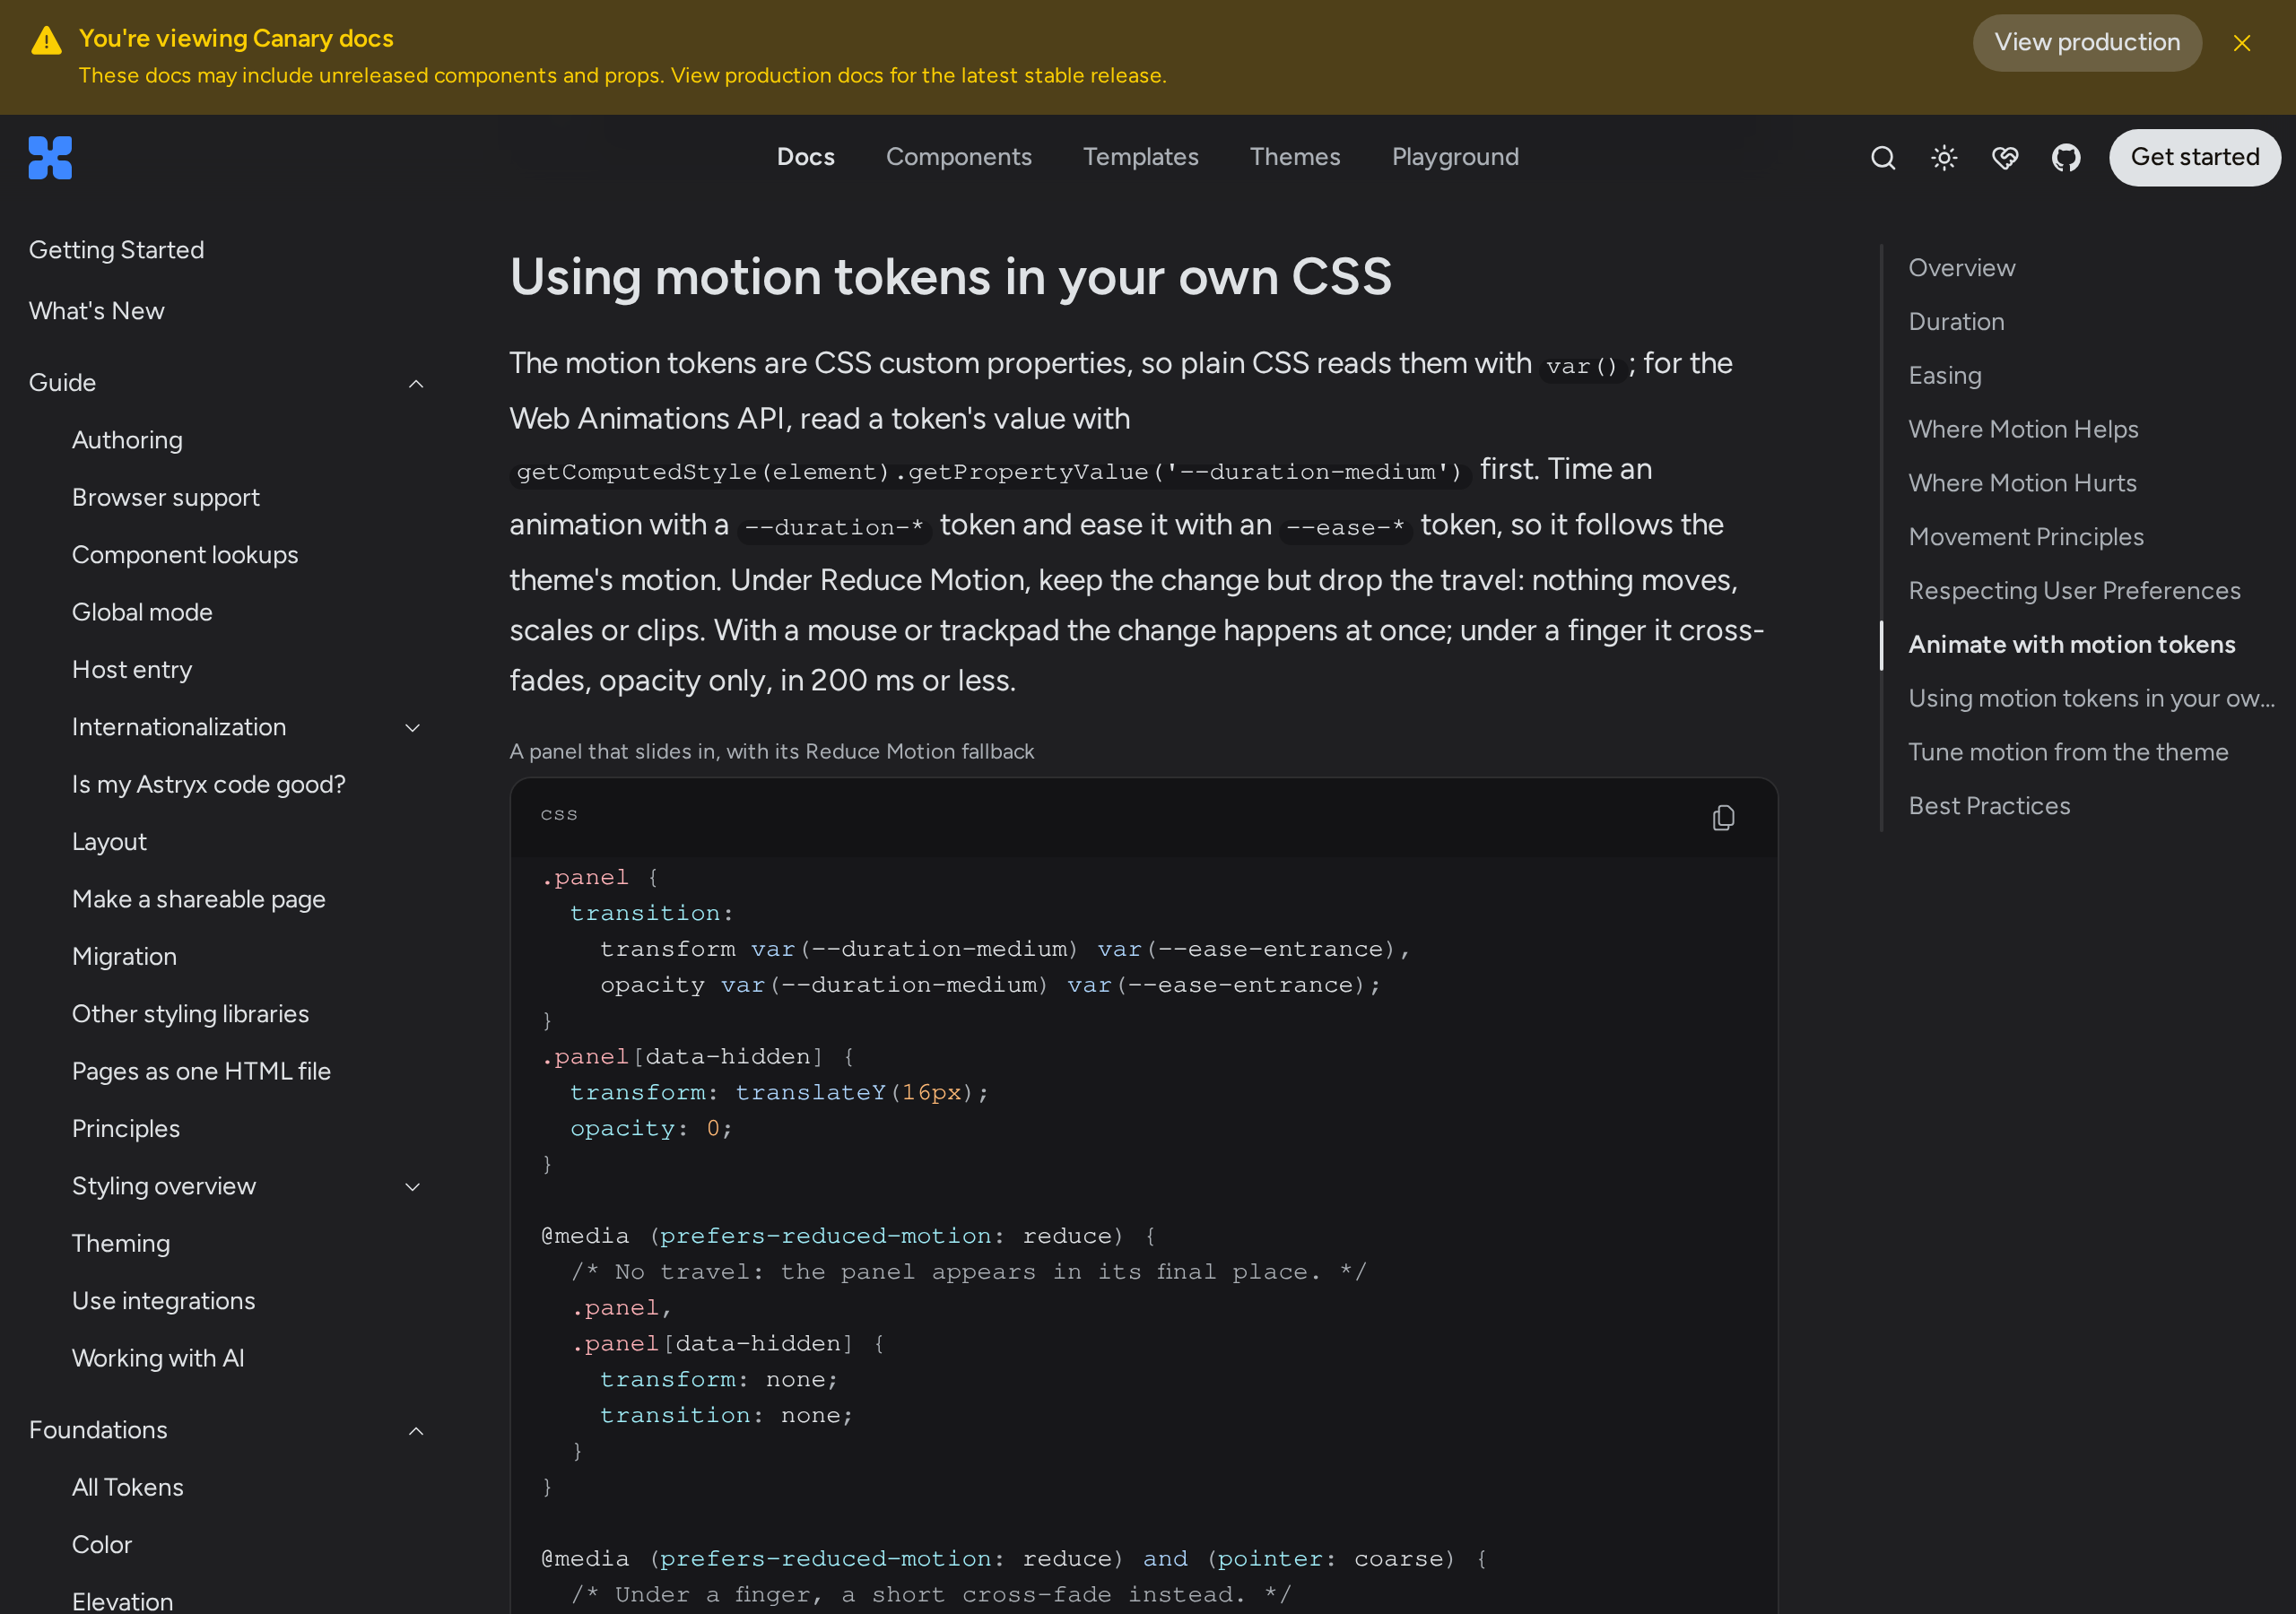 You're viewing Canary docs
These docs may include unreleased components and props. View production docs for the latest stable release.
View production
Docs
Components
Templates
Themes
Playground
Get started
Getting Started
What's New
Guide
Authoring
Browser support
Component lookups
Global mode
Host entry
Internationalization
Is my Astryx code good?
Layout
Make a shareable page
Migration
Other styling libraries
Pages as one HTML file
Principles
Styling overview
Theming
Use integrations
Working with AI
Foundations
All Tokens
Color
Elevation
Using motion tokens in your own CSS
The motion tokens are CSS custom properties, so plain CSS reads them with var() ; for the
Web Animations API, read a token's value with
getComputedStyle(element).getPropertyValue('--duration-medium') first. Time an
animation with a --duration-* token and ease it with an --ease-* token, so it follows the
theme's motion. Under Reduce Motion, keep the change but drop the travel: nothing moves,
scales or clips. With a mouse or trackpad the change happens at once; under a finger it cross-
fades, opacity only, in 200 ms or less.
A panel that slides in, with its Reduce Motion fallback
css
.panel {
  transition:
    transform var(--duration-medium) var(--ease-entrance),
    opacity var(--duration-medium) var(--ease-entrance);
}
.panel[data-hidden] {
  transform: translateY(16px);
  opacity: 0;
}
@media (prefers-reduced-motion: reduce) {
  /* No travel: the panel appears in its final place. */
  .panel,
  .panel[data-hidden] {
    transform: none;
    transition: none;
  }
}
@media (prefers-reduced-motion: reduce) and (pointer: coarse) {
  /* Under a finger, a short cross-fade instead. */
Overview
Duration
Easing
Where Motion Helps
Where Motion Hurts
Movement Principles
Respecting User Preferences
Animate with motion tokens
Using motion tokens in your ow...
Tune motion from the theme
Best Practices